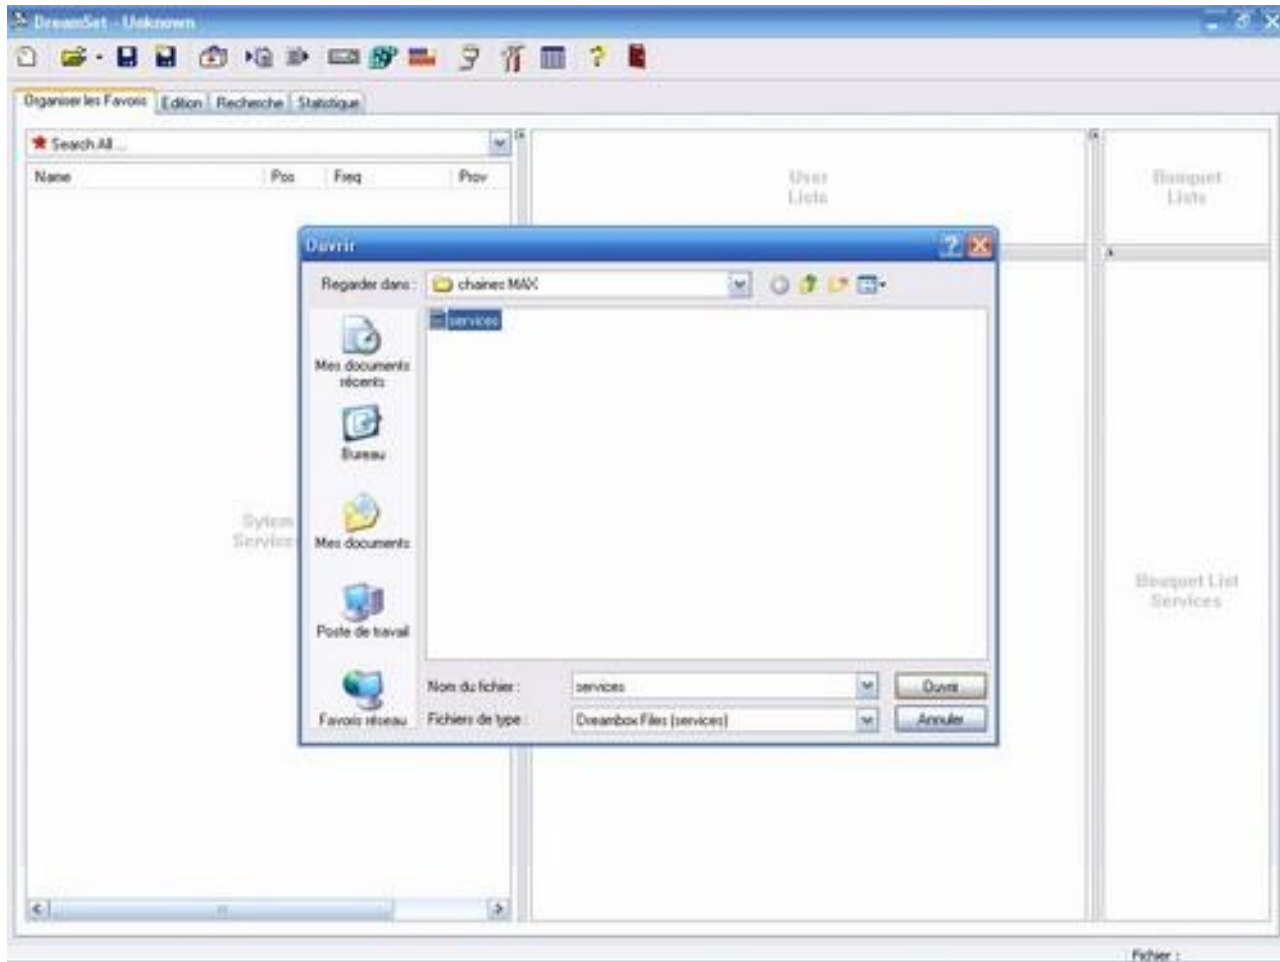 DreamSet - Unknown
Organiser les Favoris Edition Recherche Statistique
Search All ...
Name Pos Freq Prov
User
Lists
Bouquet
Lists
Ouvrir
Regarder dans : chaines MAX
services
Mes documents
récents
Bureau
Mes documents
Poste de travail
Favoris réseau
Sytem
Services
Bouquet List
Services
Nom du fichier : services Ouvrir
Fichiers de type : Dreambox Files (services) Annuler
Fichier :